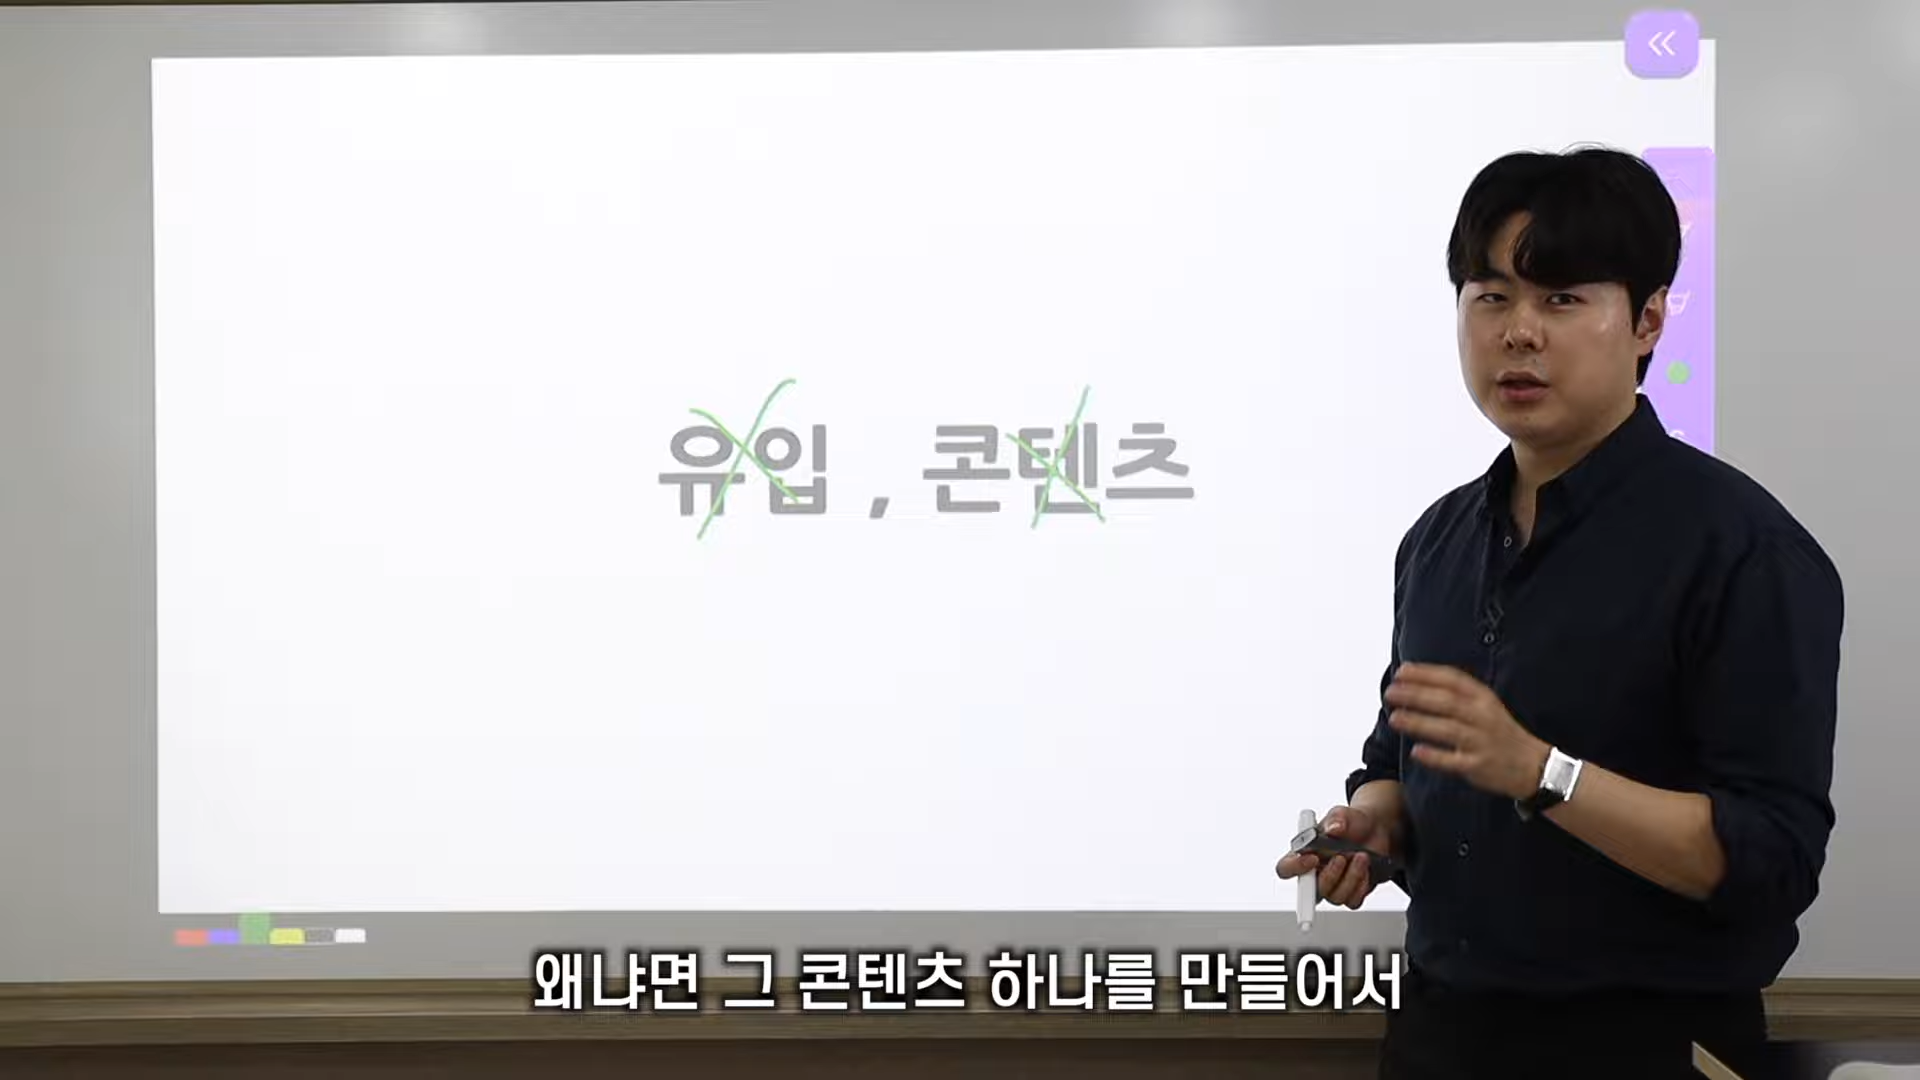 유입 , 콘텐츠
왜냐면 그 콘텐츠 하나를 만들어서